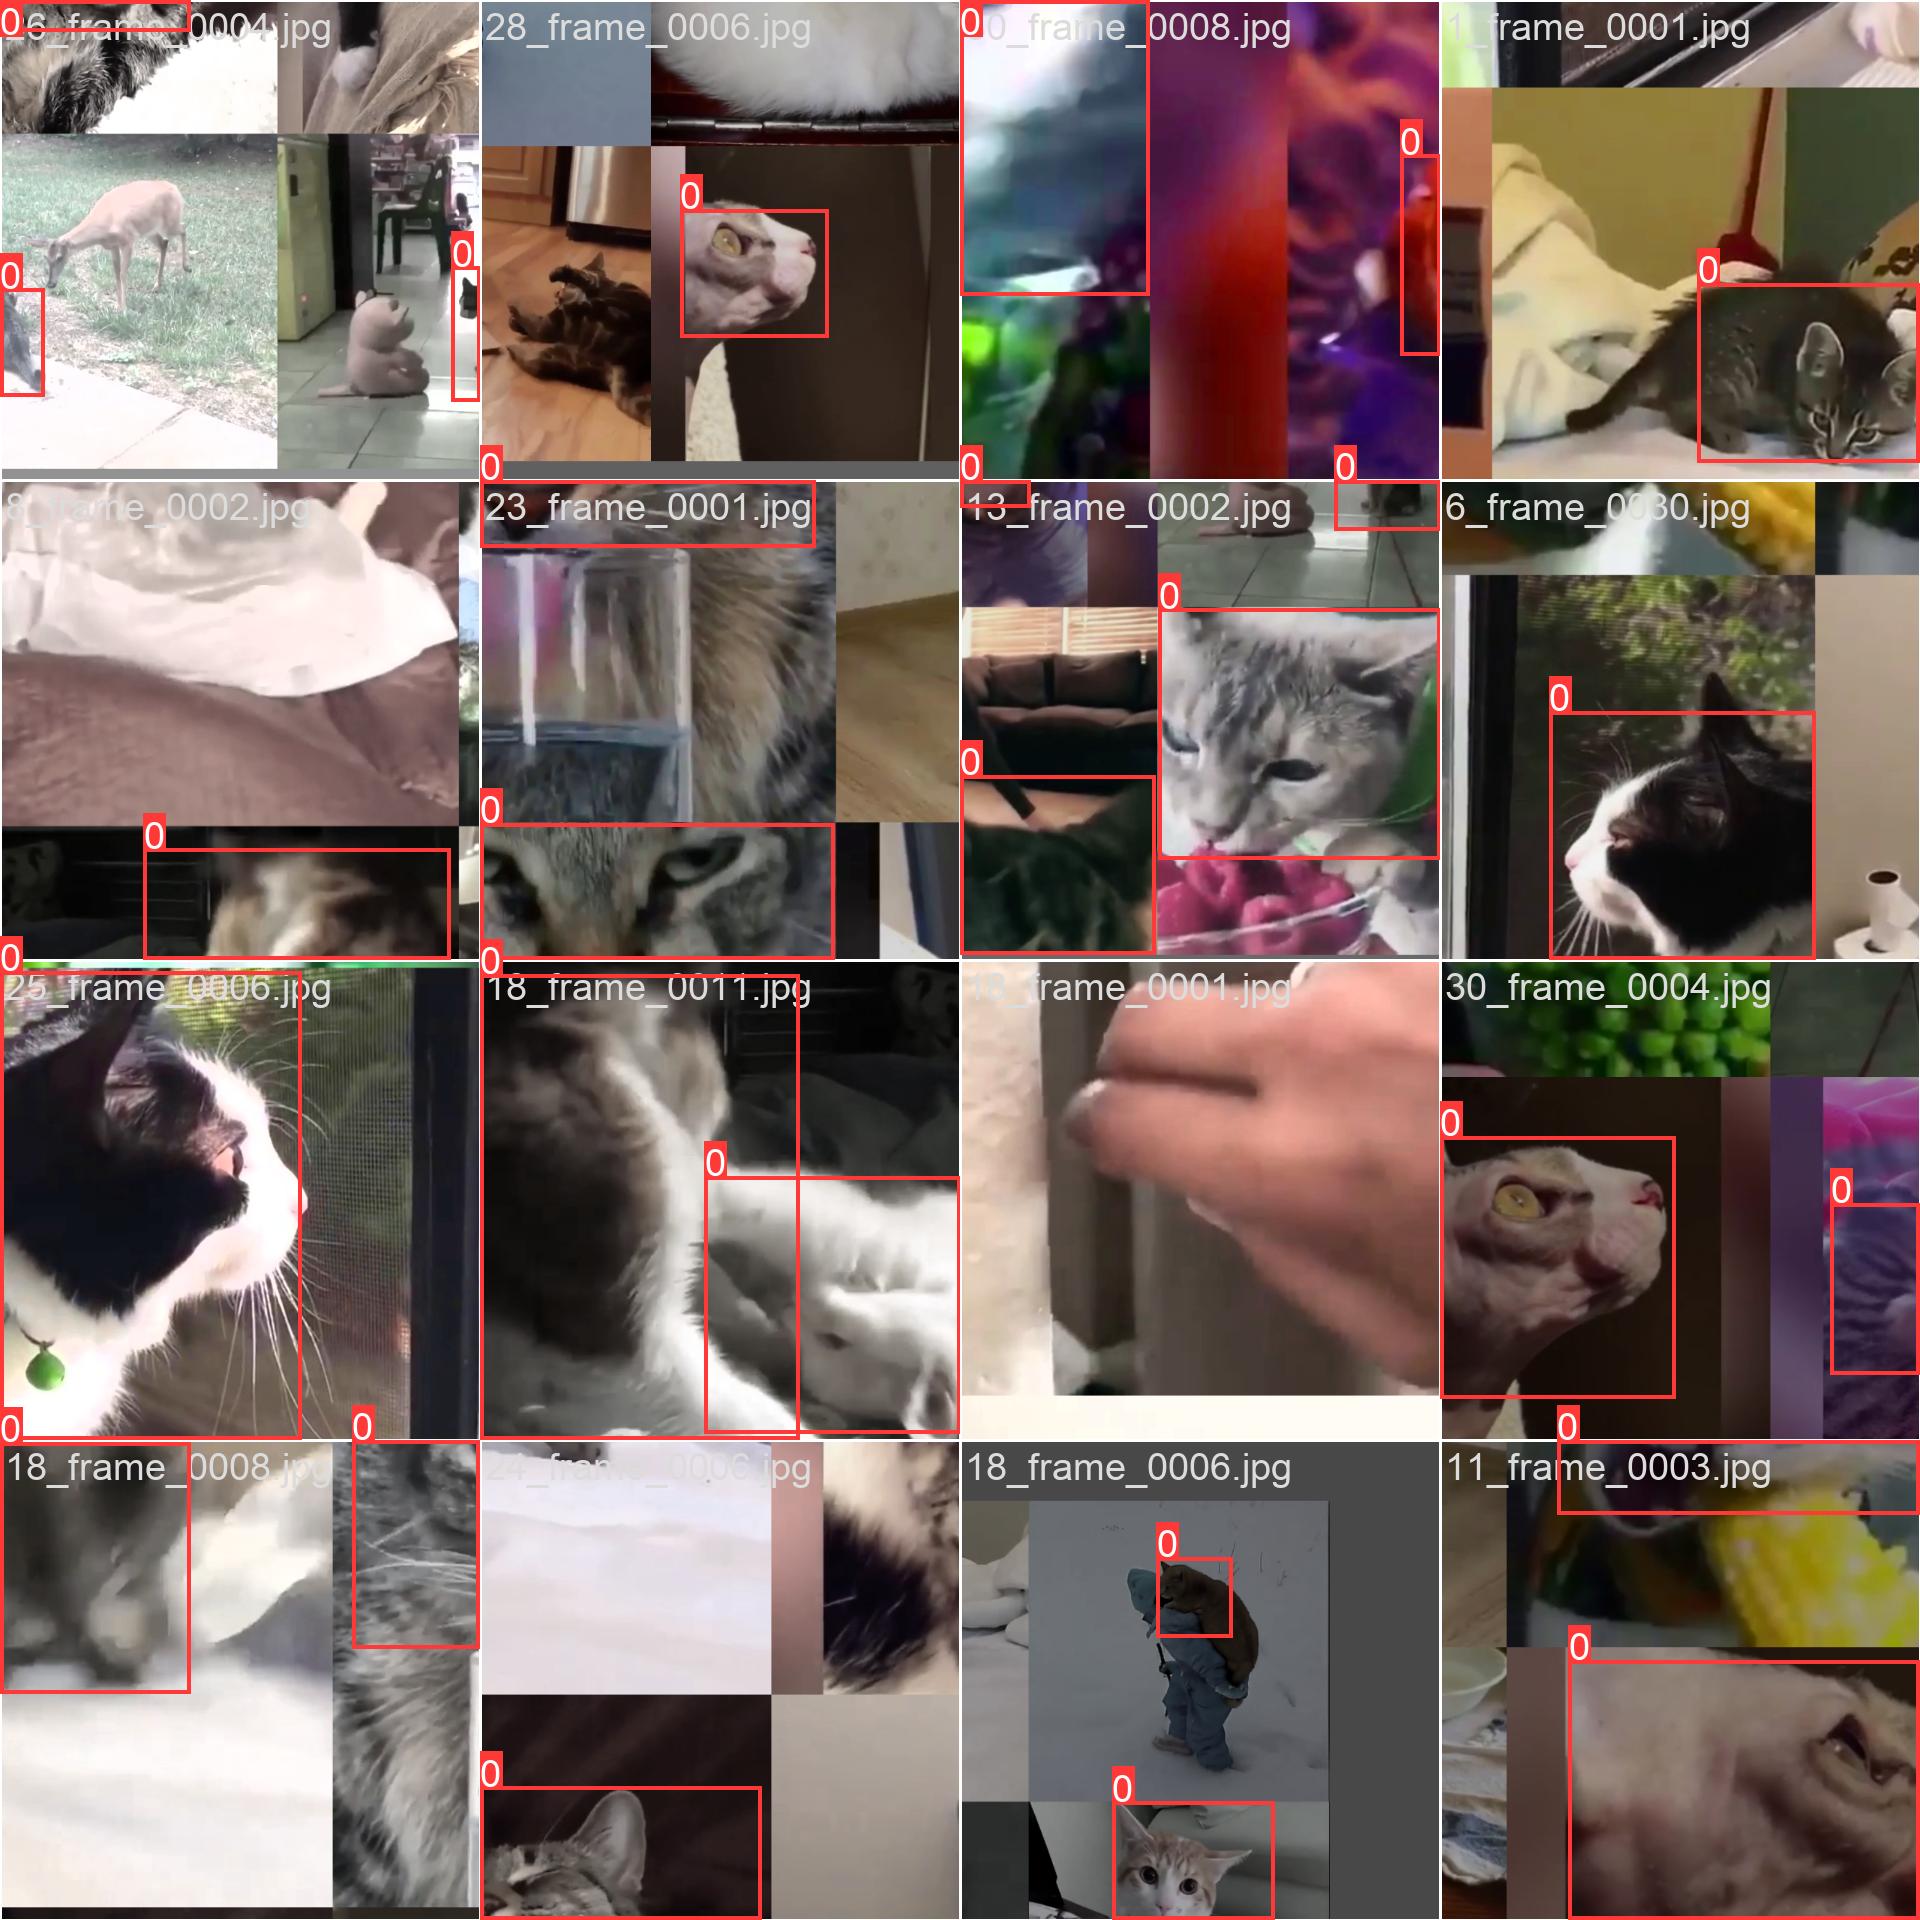 0
26_frame_0004.jpg
0
0
28_frame_0006.jpg
0
0
0_frame_0008.jpg
0
1_frame_0001.jpg
0
8_frame_0002.jpg
0
0
23_frame_0001.jpg
0
0
13_frame_0002.jpg
0
0
0
6_frame_0030.jpg
0
0
25_frame_0006.jpg
0
18_frame_0011.jpg
0
18_frame_0001.jpg
30_frame_0004.jpg
0
0
0
18_frame_0008.jpg
0
24_frame_0006.jpg
0
18_frame_0006.jpg
0
0
0
11_frame_0003.jpg
0